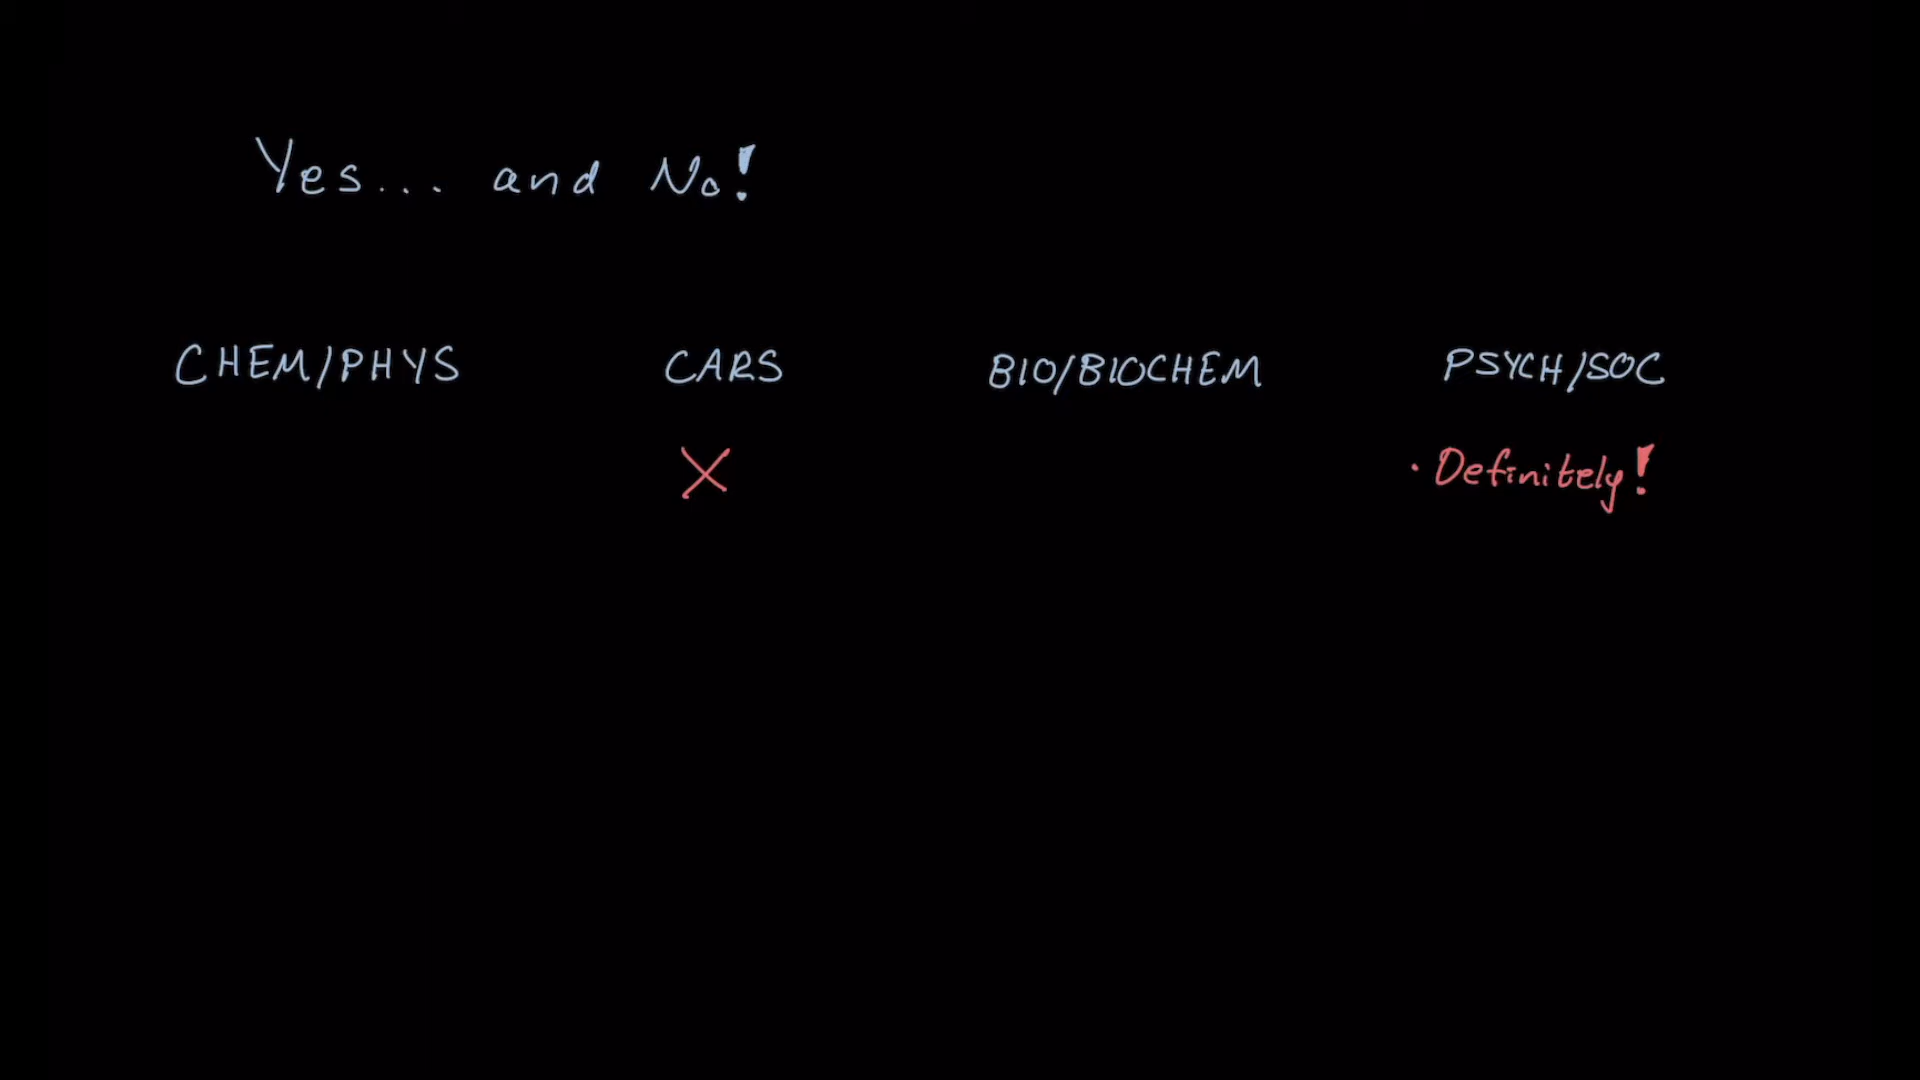 Yes... and No!
CHEM/PHYS CARS BIO/BIOCHEM PSYCH/SOC
X • Definitely!